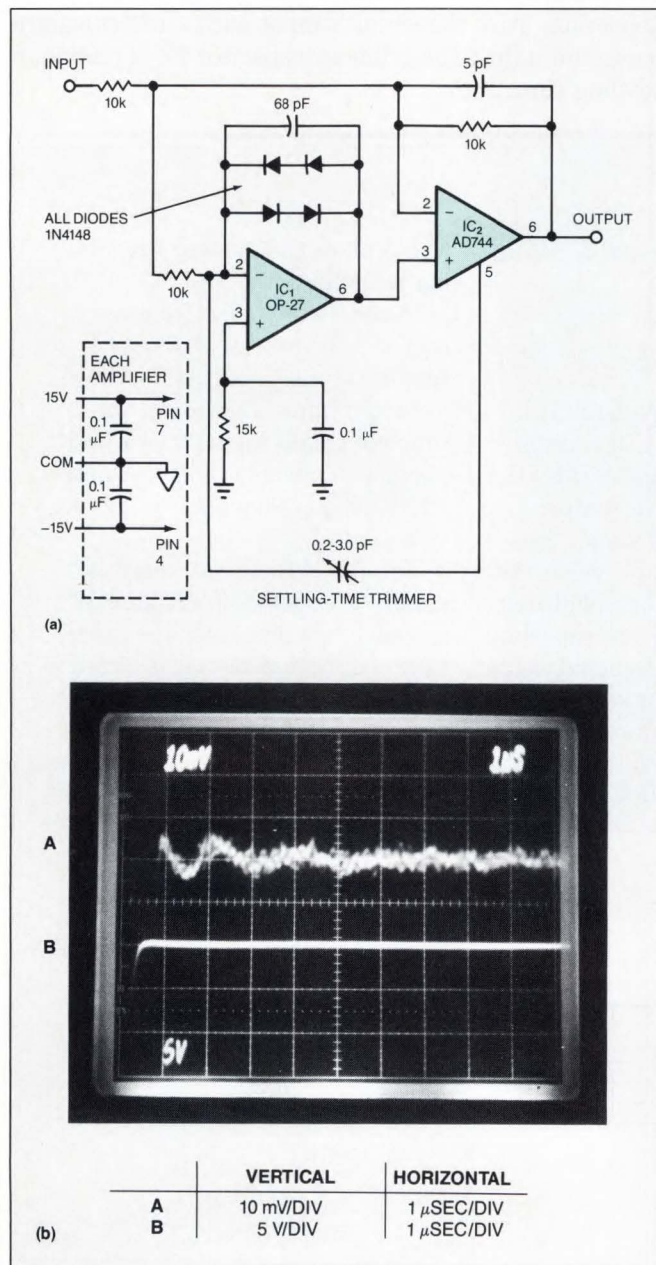 INPUT
10k
5 pF
10k
68 pF
ALL DIODES
1N4148
10k
2
−
3
+
6
IC1
OP-27
2
−
3
+
6
5
IC2
AD744
OUTPUT
EACH
AMPLIFIER
15V
PIN
7
0.1
µF
COM
0.1
µF
−15V
PIN
4
15k
0.1 µF
0.2-3.0 pF
SETTLING-TIME TRIMMER
(a)
10mV
1µS
A
B
5V
VERTICAL HORIZONTAL
A 10 mV/DIV 1 µSEC/DIV
B 5 V/DIV 1 µSEC/DIV
(b)